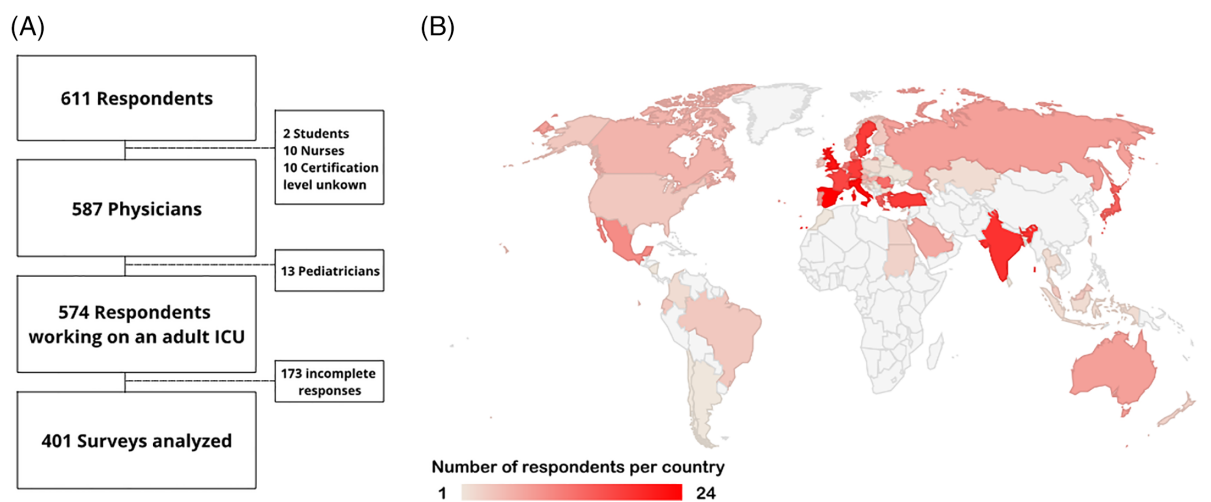 (A)
611 Respondents
2 Students
10 Nurses
10 Certification
level unkown
587 Physicians
13 Pediatricians
574 Respondents
working on an adult ICU
173 incomplete
responses
401 Surveys analyzed
(B)
Number of respondents per country
1 24